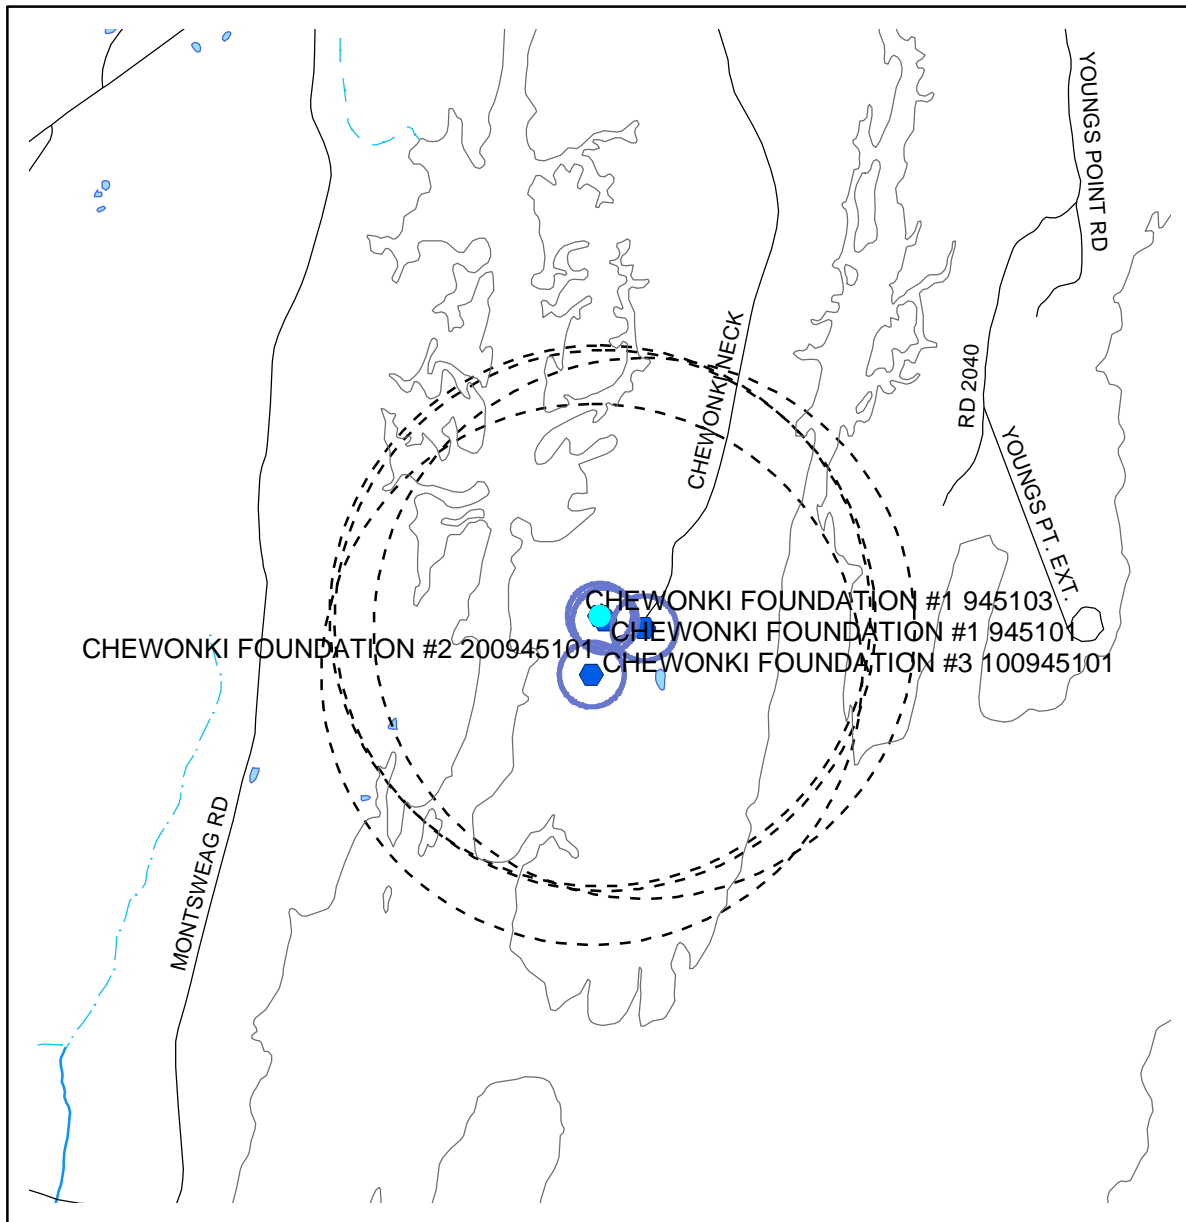 YOUNGS POINT RD
CHEWONKI NECK
RD 2040
YOUNGS PT. EXT.
CHEWONKI FOUNDATION #1 945103
CHEWONKI FOUNDATION #1 945101
CHEWONKI FOUNDATION #2 200945101
CHEWONKI FOUNDATION #3 100945101
MONTSWEAG RD